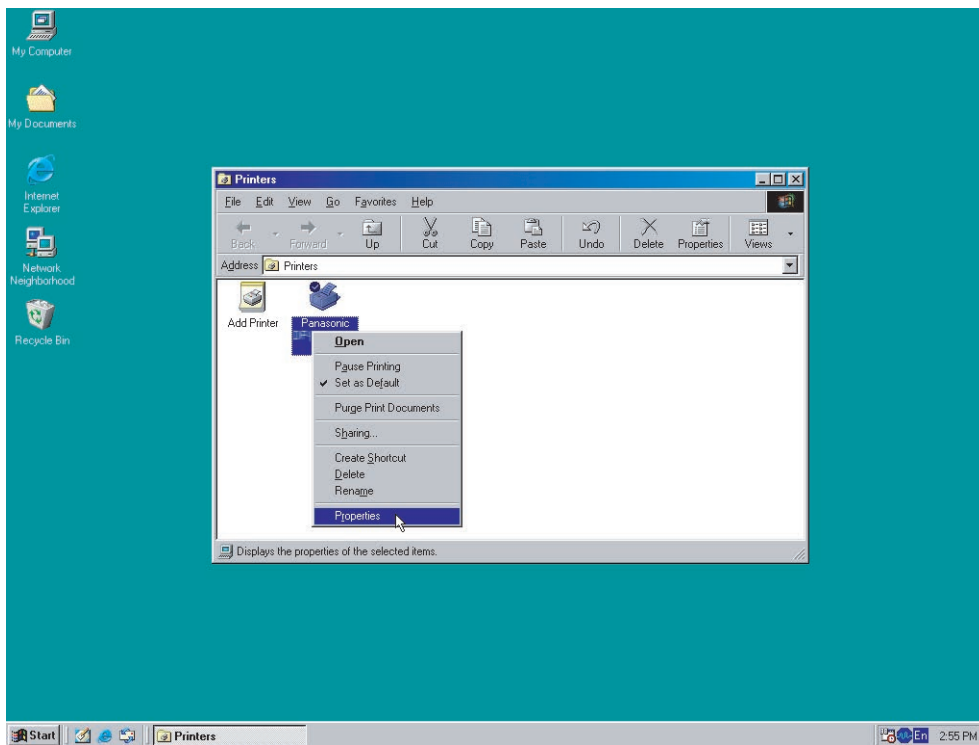 My Computer
My Documents
Internet
Explorer
Network
Neighborhood
Recycle Bin
Printers
File Edit View Go Favorites Help
Back Forward Up Cut Copy Paste Undo Delete Properties Views
Address Printers
Add Printer Panasonic
Open
Pause Printing
Set as Default
Purge Print Documents
Sharing...
Create Shortcut
Delete
Rename
Properties
Displays the properties of the selected items.
Start Printers En 2:55 PM